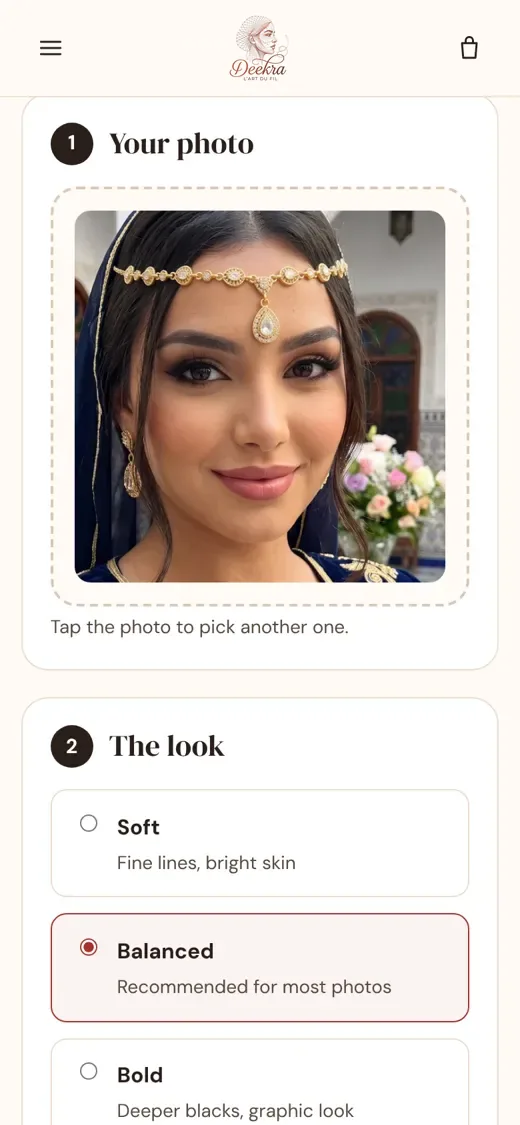 Deekra
L'ART DU FIL
1 Your photo
Tap the photo to pick another one.
2 The look
Soft
Fine lines, bright skin
Balanced
Recommended for most photos
Bold
Deeper blacks, graphic look